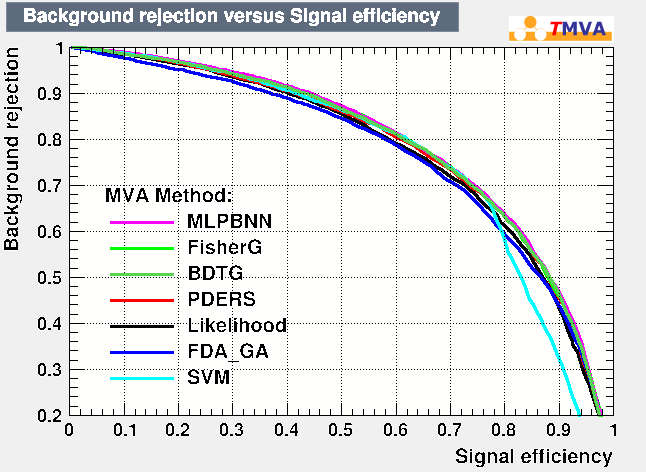 Background rejection versus Signal efficiency
TMVA
Background rejection
1
0.9
0.8
0.7
0.6
0.5
0.4
0.3
0.2
MVA Method:
MLPBNN
FisherG
BDTG
PDERS
Likelihood
FDA_GA
SVM
0 0.1 0.2 0.3 0.4 0.5 0.6 0.7 0.8 0.9 1
Signal efficiency